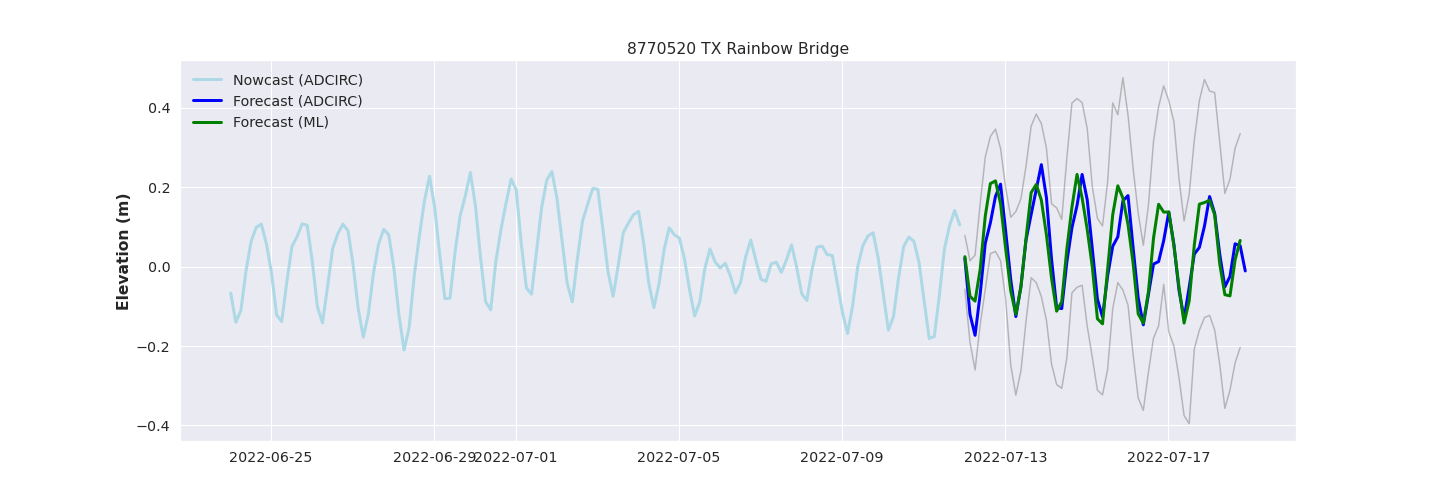 8770520 TX Rainbow Bridge
Nowcast (ADCIRC)
Forecast (ADCIRC)
Forecast (ML)
Elevation (m)
0.4
0.2
0.0
−0.2
−0.4
2022-06-25
2022-06-29
2022-07-01
2022-07-05
2022-07-09
2022-07-13
2022-07-17